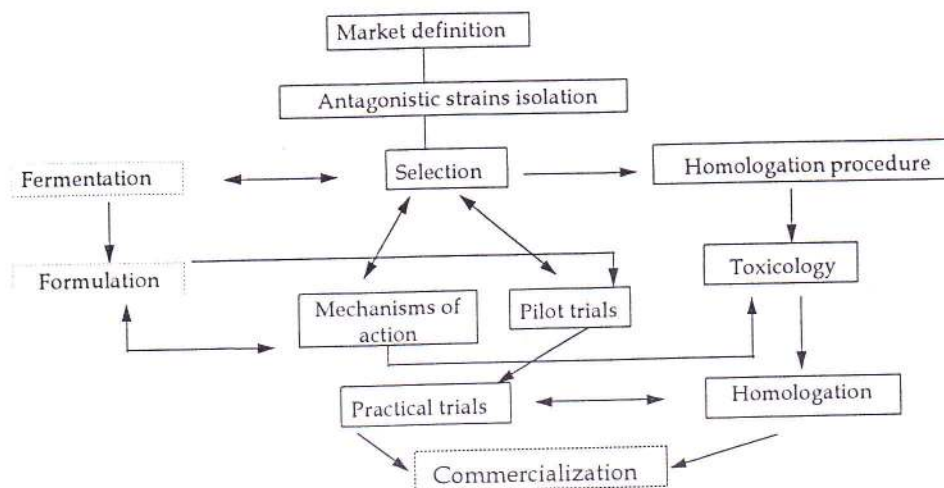 Market definition
Antagonistic strains isolation
Fermentation
Selection
Homologation procedure
Formulation
Toxicology
Mechanisms of
action
Pilot trials
Practical trials
Homologation
Commercialization